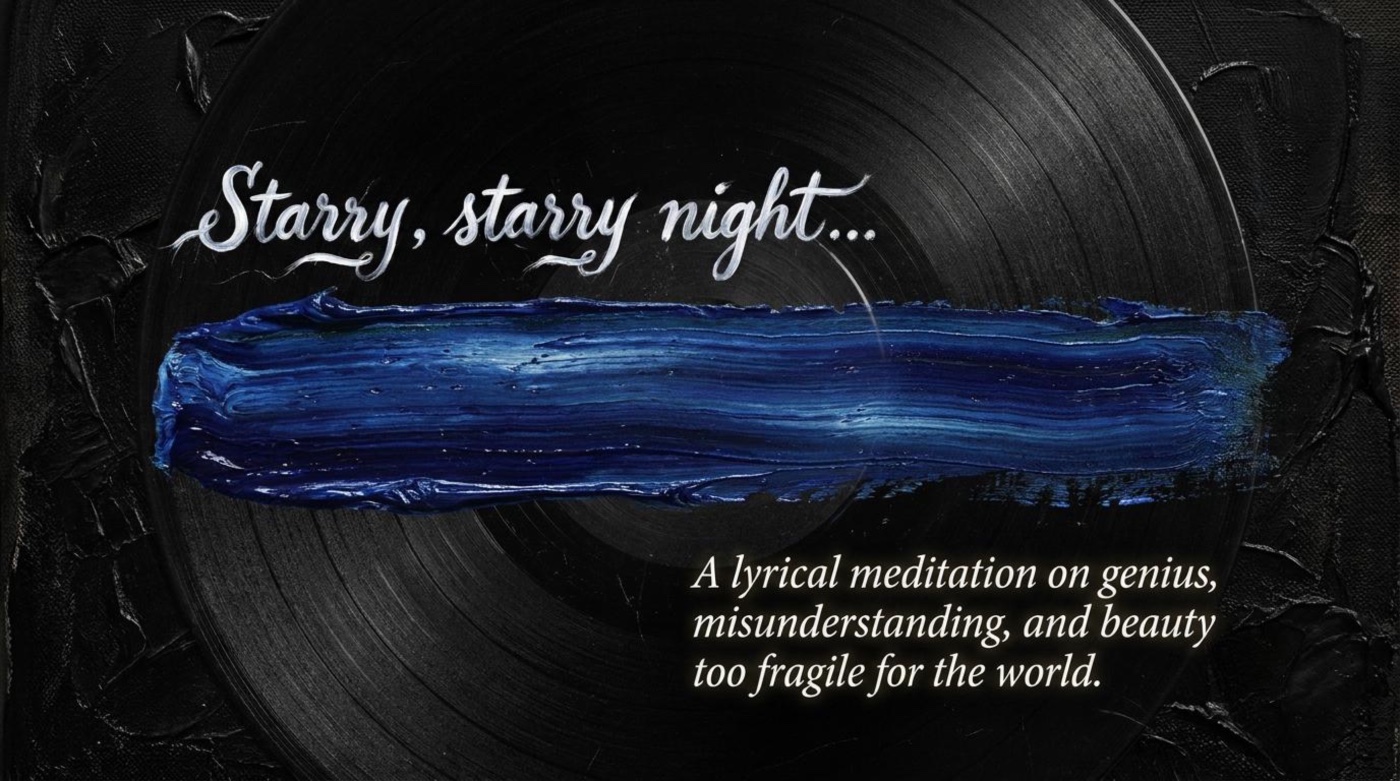 Starry, starry night...
A lyrical meditation on genius,
misunderstanding, and beauty
too fragile for the world.